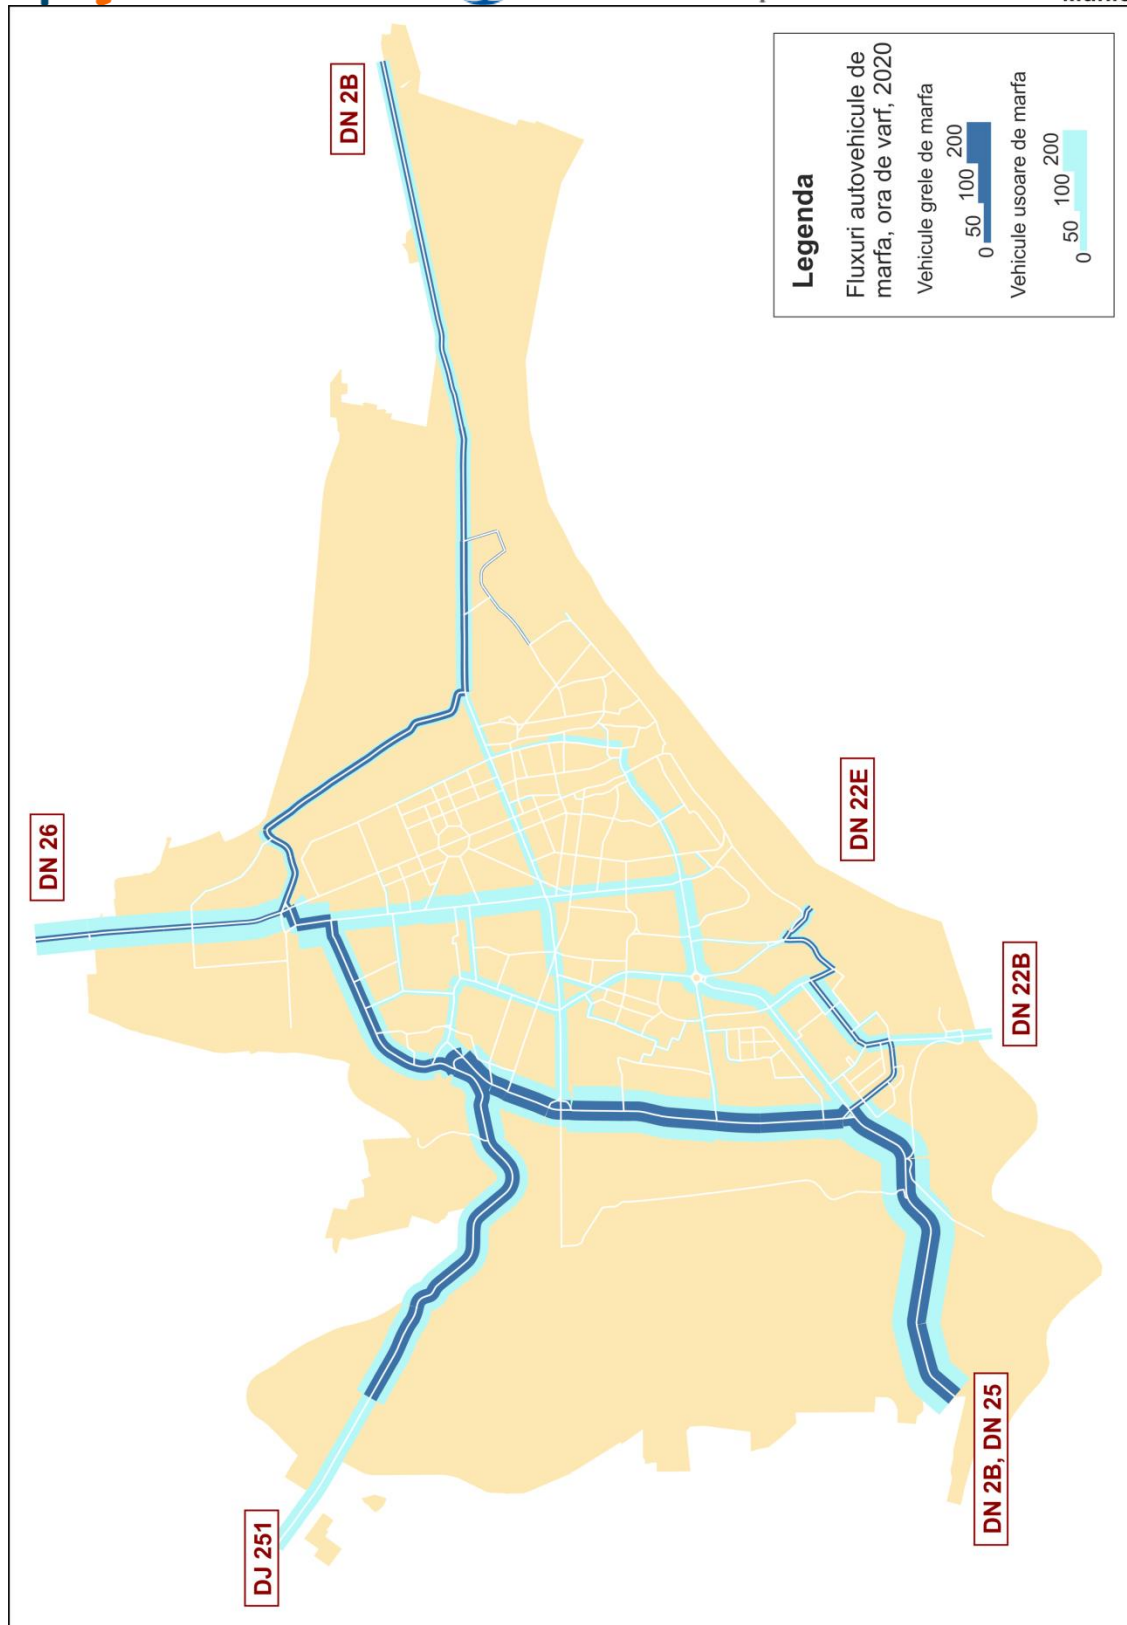 DN 2B
DN 26
DN 22E
DN 22B
DN 2B, DN 25
DJ 251
Legenda
Fluxuri autovehicule de
marfa, ora de varf, 2020
Vehicule grele de marfa
0 50 100 200
Vehicule usoare de marfa
0 50 100 200